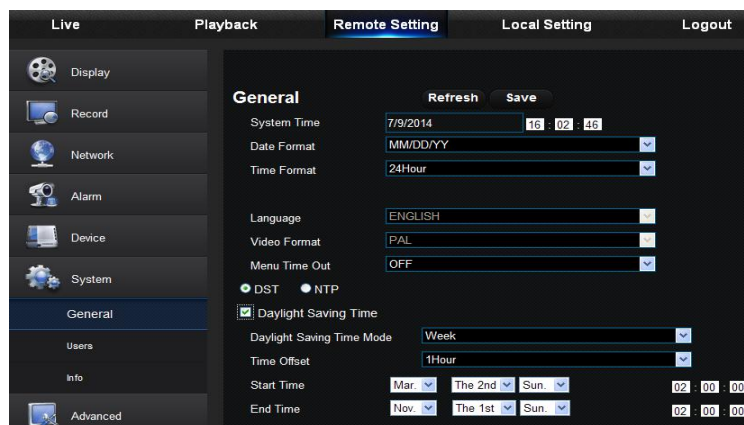 Live Playback Remote Setting Local Setting Logout
Display
Record
Network
Alarm
Device
System
General
Users
Info
Advanced
General Refresh Save
System Time 7/9/2014 16 : 02 : 46
Date Format MM/DD/YY
Time Format 24Hour
Language ENGLISH
Video Format PAL
Menu Time Out OFF
DST NTP
Daylight Saving Time
Daylight Saving Time Mode Week
Time Offset 1Hour
Start Time Mar. The 2nd Sun. 02 : 00 : 00
End Time Nov. The 1st Sun. 02 : 00 : 00